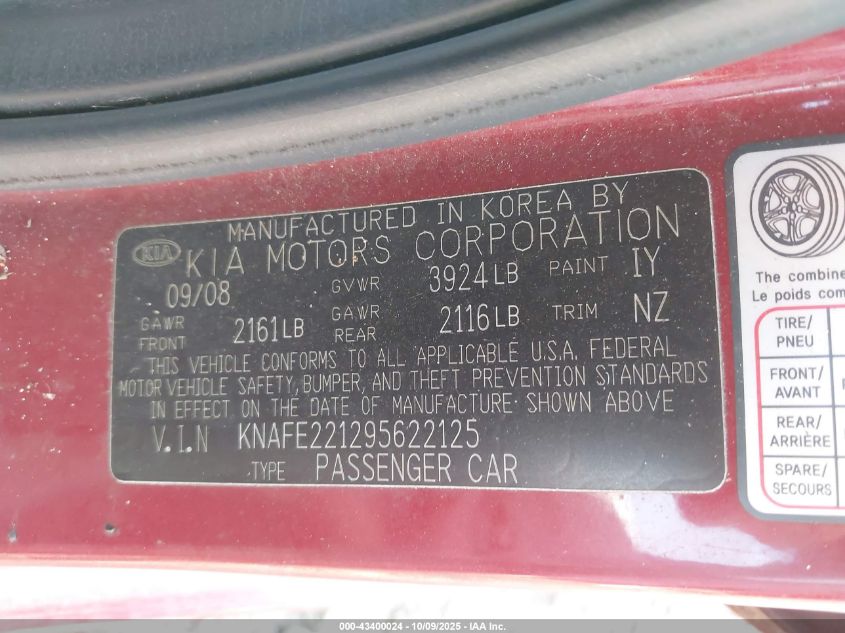 MANUFACTURED IN KOREA BY
KIA KIA MOTORS CORPORATION
09/08 GVWR 3924LB PAINT IY
GAWR FRONT 2161LB GAWR REAR 2116LB TRIM NZ
THIS VEHICLE CONFORMS TO ALL APPLICABLE U.S.A. FEDERAL
MOTOR VEHICLE SAFETY, BUMPER, AND THEFT PREVENTION STANDARDS
IN EFFECT ON THE DATE OF MANUFACTURE SHOWN ABOVE
V.I.N KNAFE221295622125
TYPE PASSENGER CAR
The combine
Le poids com
TIRE/
PNEU
FRONT/
AVANT
REAR/
ARRIÈRE
SPARE/
SECOURS
000-43400024 - 10/09/2025 - IAA Inc.